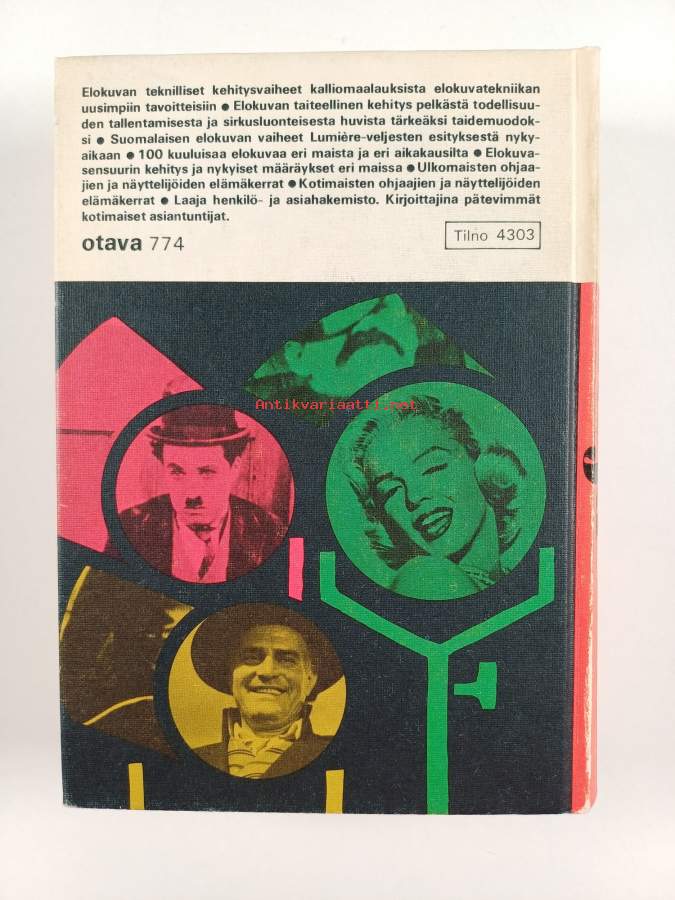 Elokuvan teknilliset kehitysvaiheet kalliomaalauksista elokuvatekniikan
uusimpiin tavoitteisiin ● Elokuvan taiteellinen kehitys pelkästä todellisuu-
den tallentamisesta ja sirkusluonteisesta huvista tärkeäksi taidemuodok-
si ● Suomalaisen elokuvan vaiheet Lumière-veljesten esityksestä nyky-
aikaan ● 100 kuuluisaa elokuvaa eri maista ja eri aikakausilta ● Elokuva-
sensuurin kehitys ja nykyiset määräykset eri maissa ● Ulkomaisten ohjaa-
jien ja näyttelijöiden elämäkerrat ● Kotimaisten ohjaajien ja näyttelijöiden
elämäkerrat ● Laaja henkilö- ja asiahakemisto. Kirjoittajina pätevimmät
kotimaiset asiantuntijat.
otava 774
Tilno 4303
Antikvariaatti.net